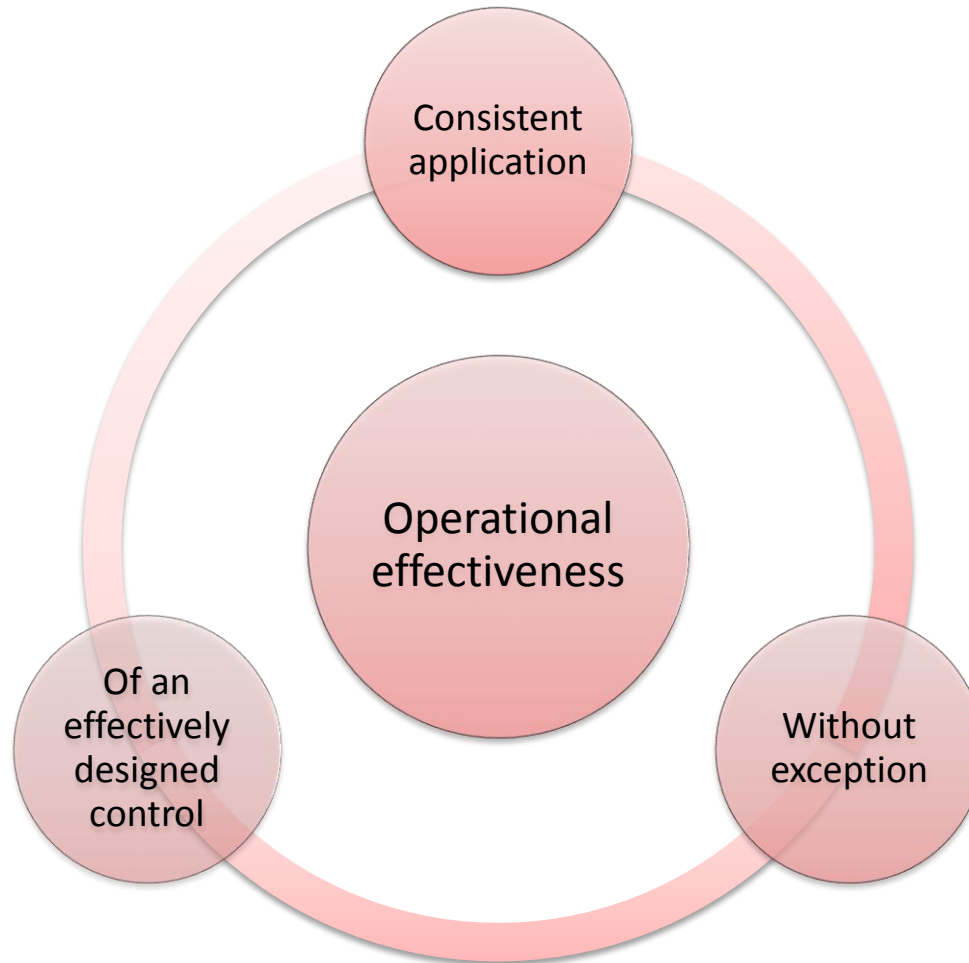 Consistent
application
Operational
effectiveness
Of an
effectively
designed
control
Without
exception